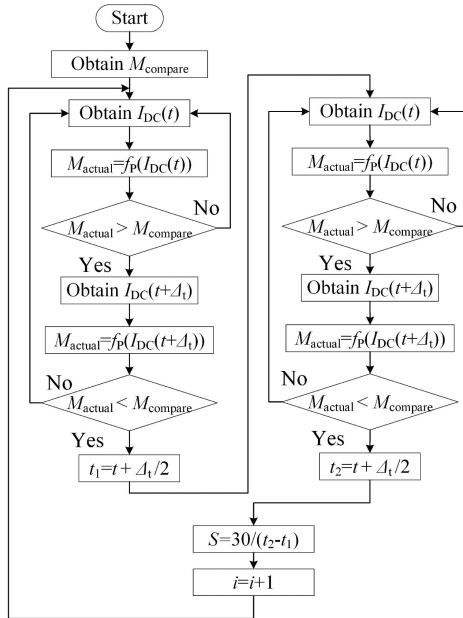 Start
Obtain M_compare
Obtain I_DC(t)
M_actual=f_P(I_DC(t))
No
M_actual > M_compare
Yes
Obtain I_DC(t+Δ_t)
M_actual=f_P(I_DC(t+Δ_t))
No
M_actual < M_compare
Yes
t_1=t+Δ_t/2
Obtain I_DC(t)
M_actual=f_P(I_DC(t))
No
M_actual > M_compare
Yes
Obtain I_DC(t+Δ_t)
M_actual=f_P(I_DC(t+Δ_t))
No
M_actual < M_compare
Yes
t_2=t+Δ_t/2
S=30/(t_2-t_1)
i=i+1